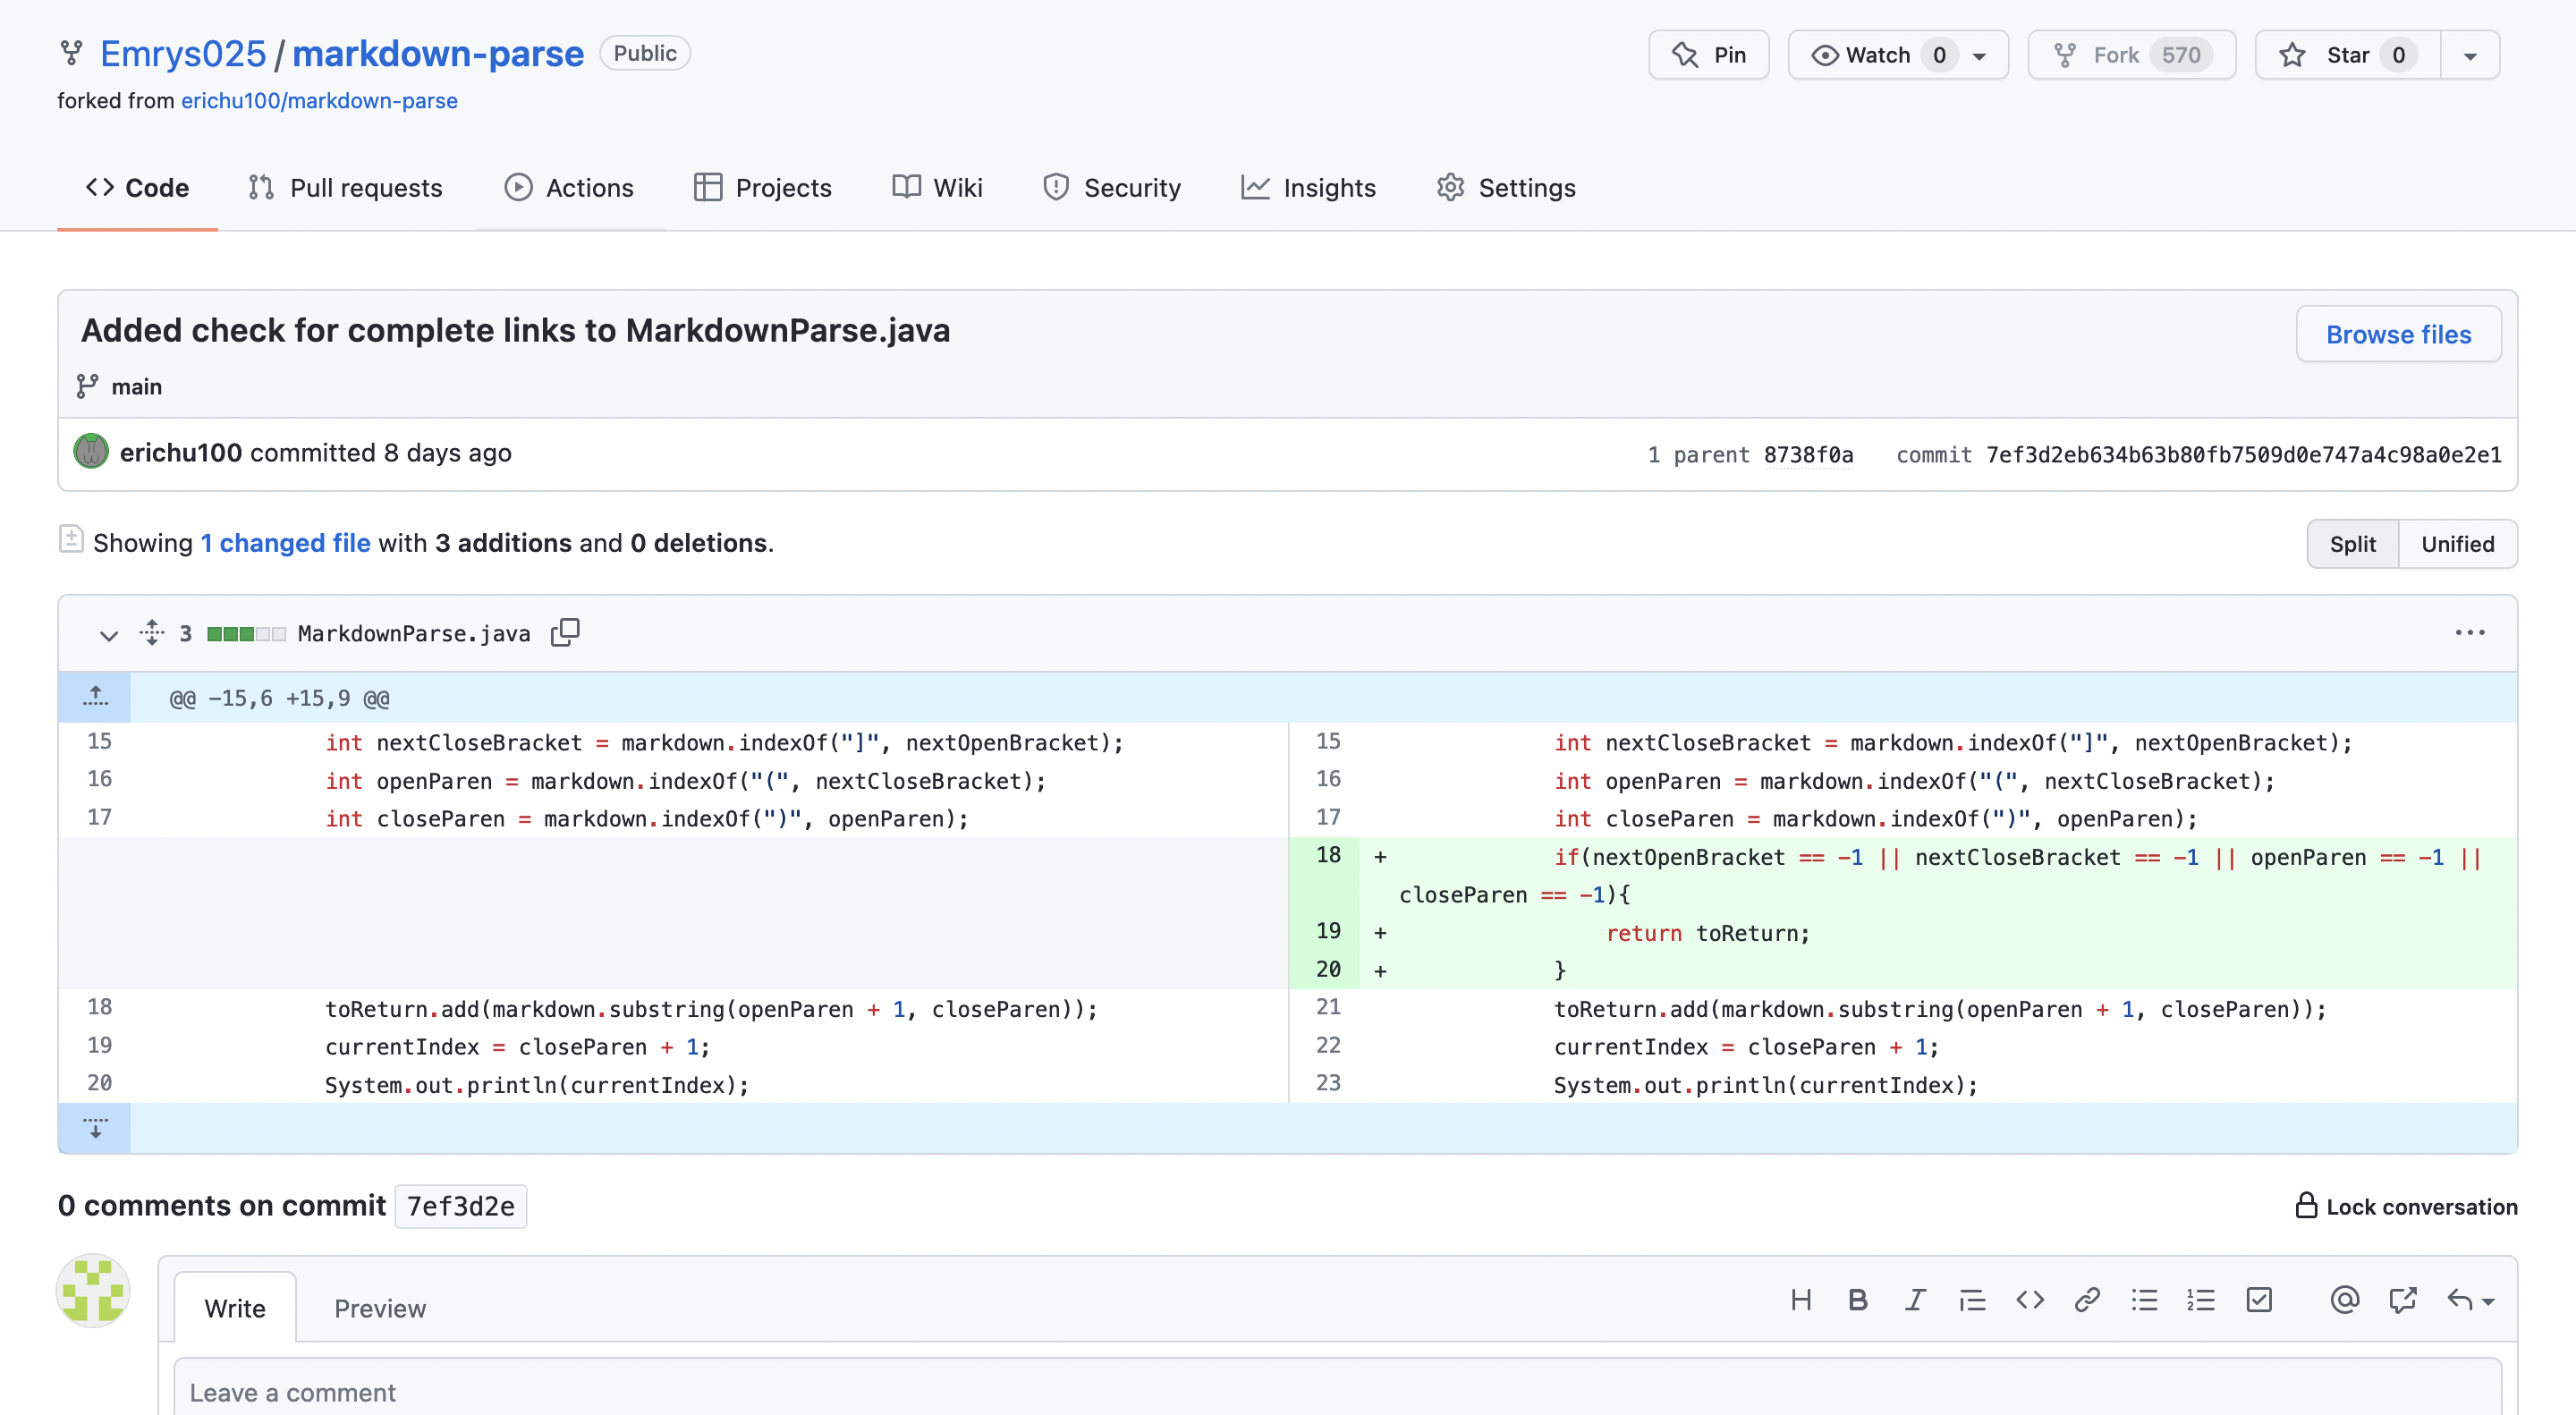 Emrys025 / markdown-parse Public
Pin
Watch 0
Fork 570
Star 0
forked from erichu100/markdown-parse
Code
Pull requests
Actions
Projects
Wiki
Security
Insights
Settings
Added check for complete links to MarkdownParse.java
Browse files
main
erichu100 committed 8 days ago
1 parent 8738f0a commit 7ef3d2eb634b63b80fb7509d0e747a4c98a0e2e1
Showing 1 changed file with 3 additions and 0 deletions.
Split Unified
3 MarkdownParse.java
@@ -15,6 +15,9 @@
15 int nextCloseBracket = markdown.indexOf("]", nextOpenBracket);
16 int openParen = markdown.indexOf("(", nextCloseBracket);
17 int closeParen = markdown.indexOf(")", openParen);
18 toReturn.add(markdown.substring(openParen + 1, closeParen));
19 currentIndex = closeParen + 1;
20 System.out.println(currentIndex);
15 int nextCloseBracket = markdown.indexOf("]", nextOpenBracket);
16 int openParen = markdown.indexOf("(", nextCloseBracket);
17 int closeParen = markdown.indexOf(")", openParen);
18 + if(nextOpenBracket == -1 || nextCloseBracket == -1 || openParen == -1 ||
closeParen == -1){
19 + return toReturn;
20 + }
21 toReturn.add(markdown.substring(openParen + 1, closeParen));
22 currentIndex = closeParen + 1;
23 System.out.println(currentIndex);
0 comments on commit 7ef3d2e
Lock conversation
Write
Preview
Leave a comment